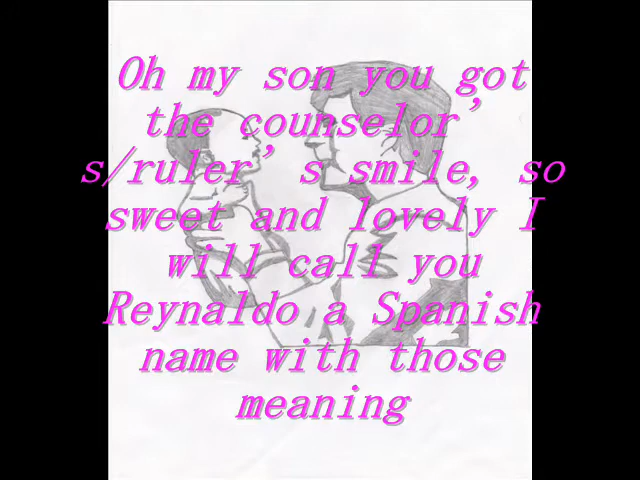 Oh my son you got
the counselor’
s/ruler’s smile, so
sweet and lovely I
will call you
Reynaldo a Spanish
name with those
meaning